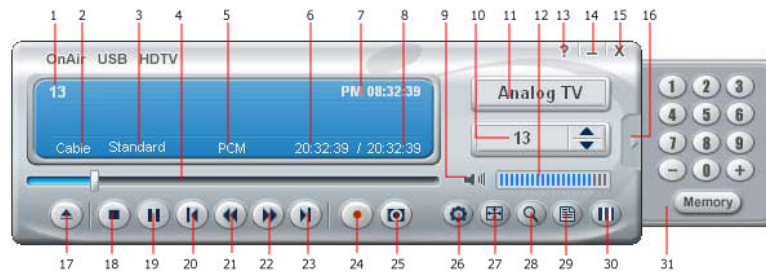 1 2 3 4 5 6 7 8 9 10 11 12 13 14 15 16
OnAir USB HDTV ? – X
13 PM 08:32:39 Analog TV
1 2 3
4 5 6
13
Cable Standard PCM 20:32:39 / 20:32:39
7 8 9
− 0 +
Memory
17 18 19 20 21 22 23 24 25 26 27 28 29 30 31